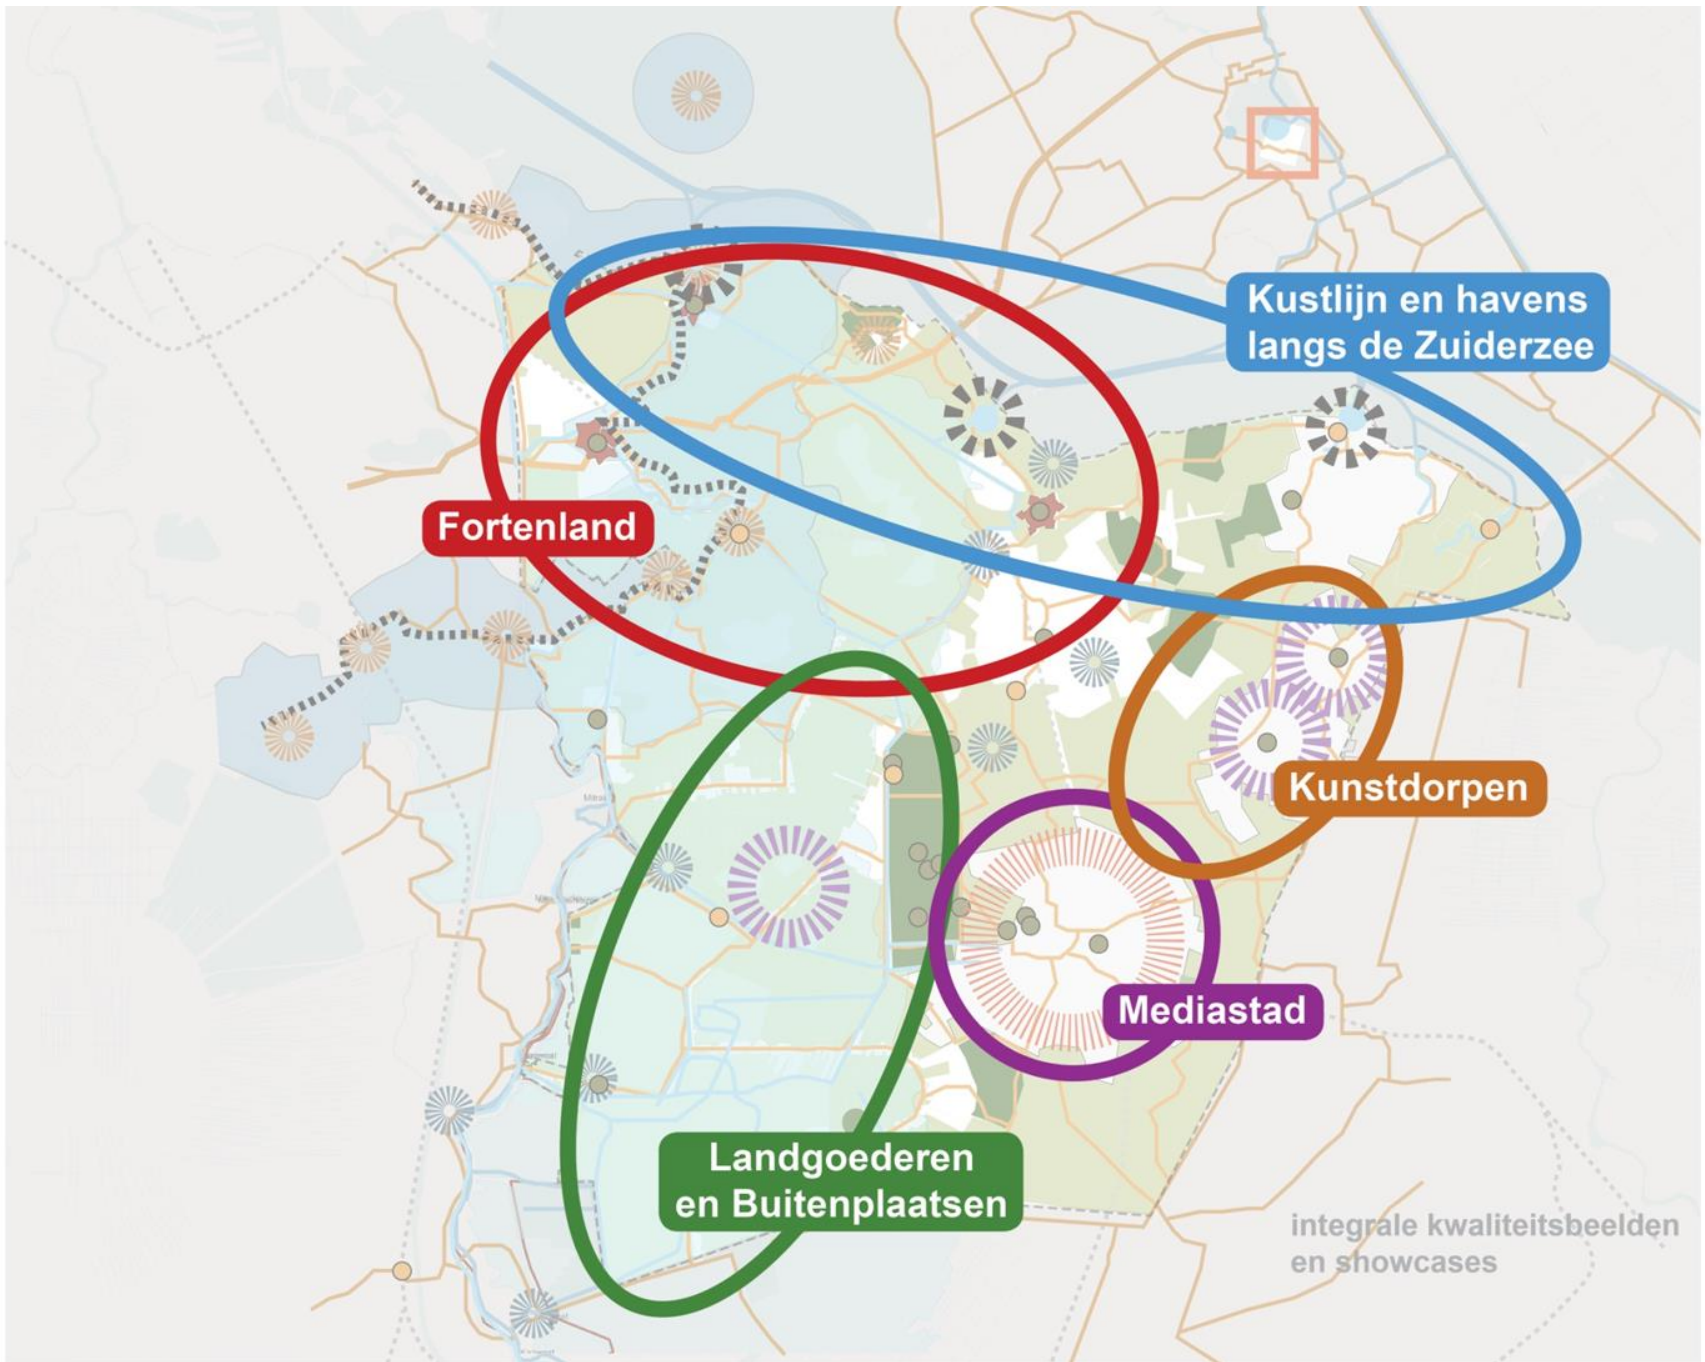 Kustlijn en havens
langs de Zuiderzee
Fortenland
Kunstdorpen
Mediastad
Landgoederen
en Buitenplaatsen
integrale kwaliteitsbeelden
en showcases